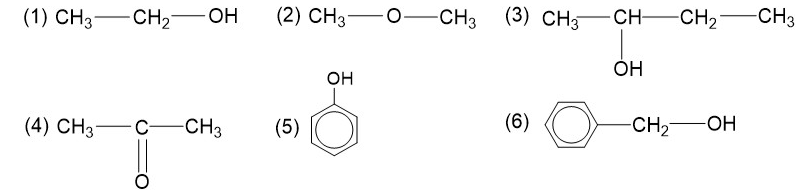 (1) CH₃—CH₂—OH (2) CH₃—O—CH₃ (3) CH₃—CH—CH₂—CH₃
OH
(4) CH₃—C—CH₃ (5) OH (6) CH₂—OH
O